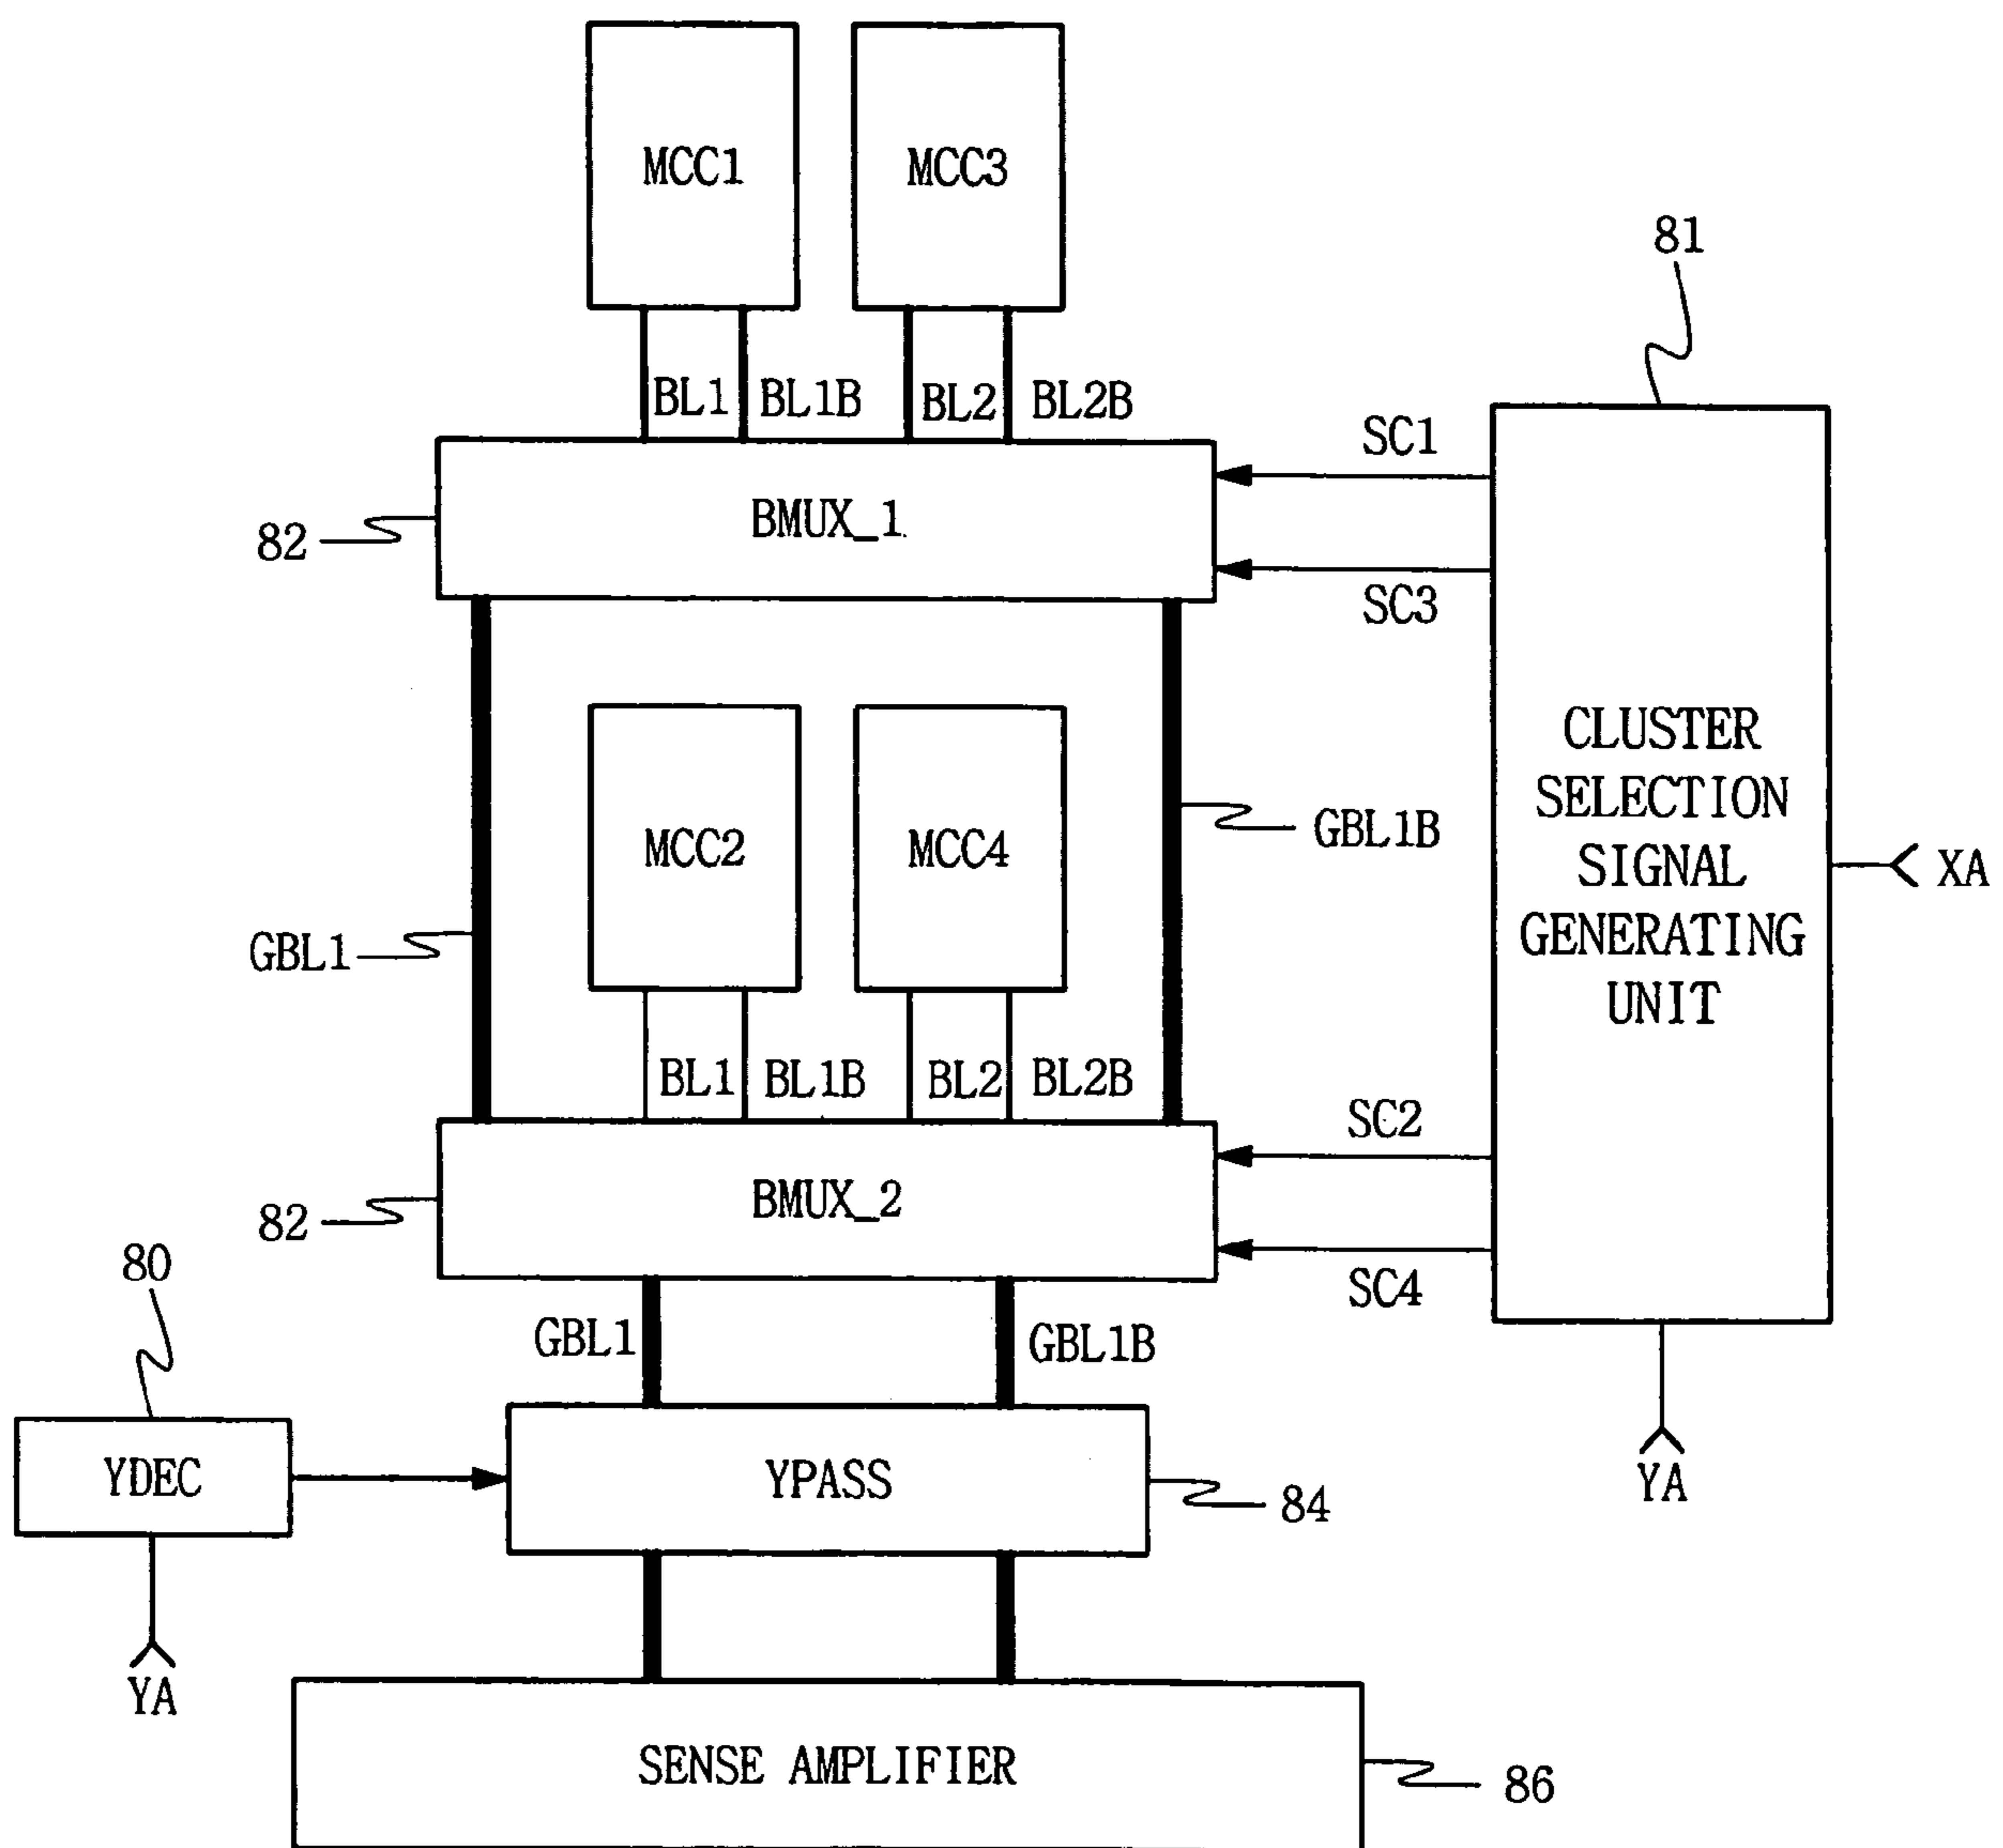 MCC1
MCC3
81
BL1
BL1B
BL2
BL2B
SC1
BMUX_1
82
SC3
CLUSTER
SELECTION
SIGNAL
GENERATING
UNIT
MCC2
MCC4
GBL1B
XA
GBL1
BL1
BL1B
BL2
BL2B
SC2
BMUX_2
82
SC4
80
GBL1
GBL1B
YDEC
YPASS
84
YA
YA
SENSE AMPLIFIER
86